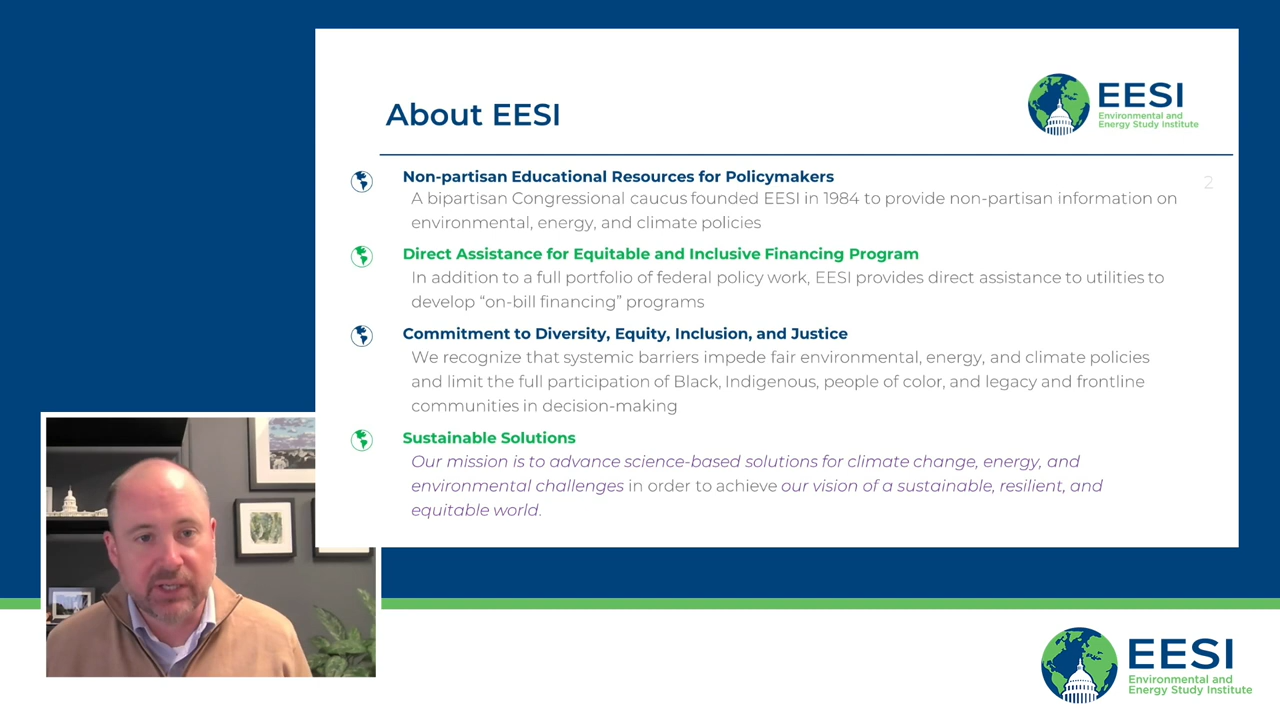 About EESI
EESI
Environmental and
Energy Study Institute
2
Non-partisan Educational Resources for Policymakers
A bipartisan Congressional caucus founded EESI in 1984 to provide non-partisan information on
environmental, energy, and climate policies
Direct Assistance for Equitable and Inclusive Financing Program
In addition to a full portfolio of federal policy work, EESI provides direct assistance to utilities to
develop “on-bill financing” programs
Commitment to Diversity, Equity, Inclusion, and Justice
We recognize that systemic barriers impede fair environmental, energy, and climate policies
and limit the full participation of Black, Indigenous, people of color, and legacy and frontline
communities in decision-making
Sustainable Solutions
Our mission is to advance science-based solutions for climate change, energy, and
environmental challenges in order to achieve our vision of a sustainable, resilient, and
equitable world.
EESI
Environmental and
Energy Study Institute